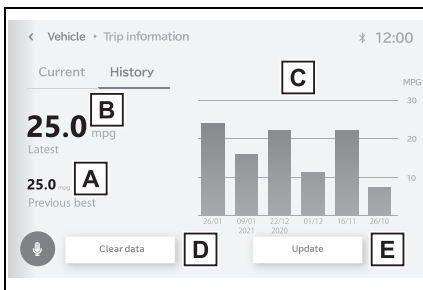 < Vehicle • Trip information
12:00
Current History
C
MPG
B
25.0 mpg
Latest
A
25.0 mpg
Previous best
30
20
10
26/01 09/01 22/12 01/12 16/11 26/10
2021 2020
Clear data
D
Update
E